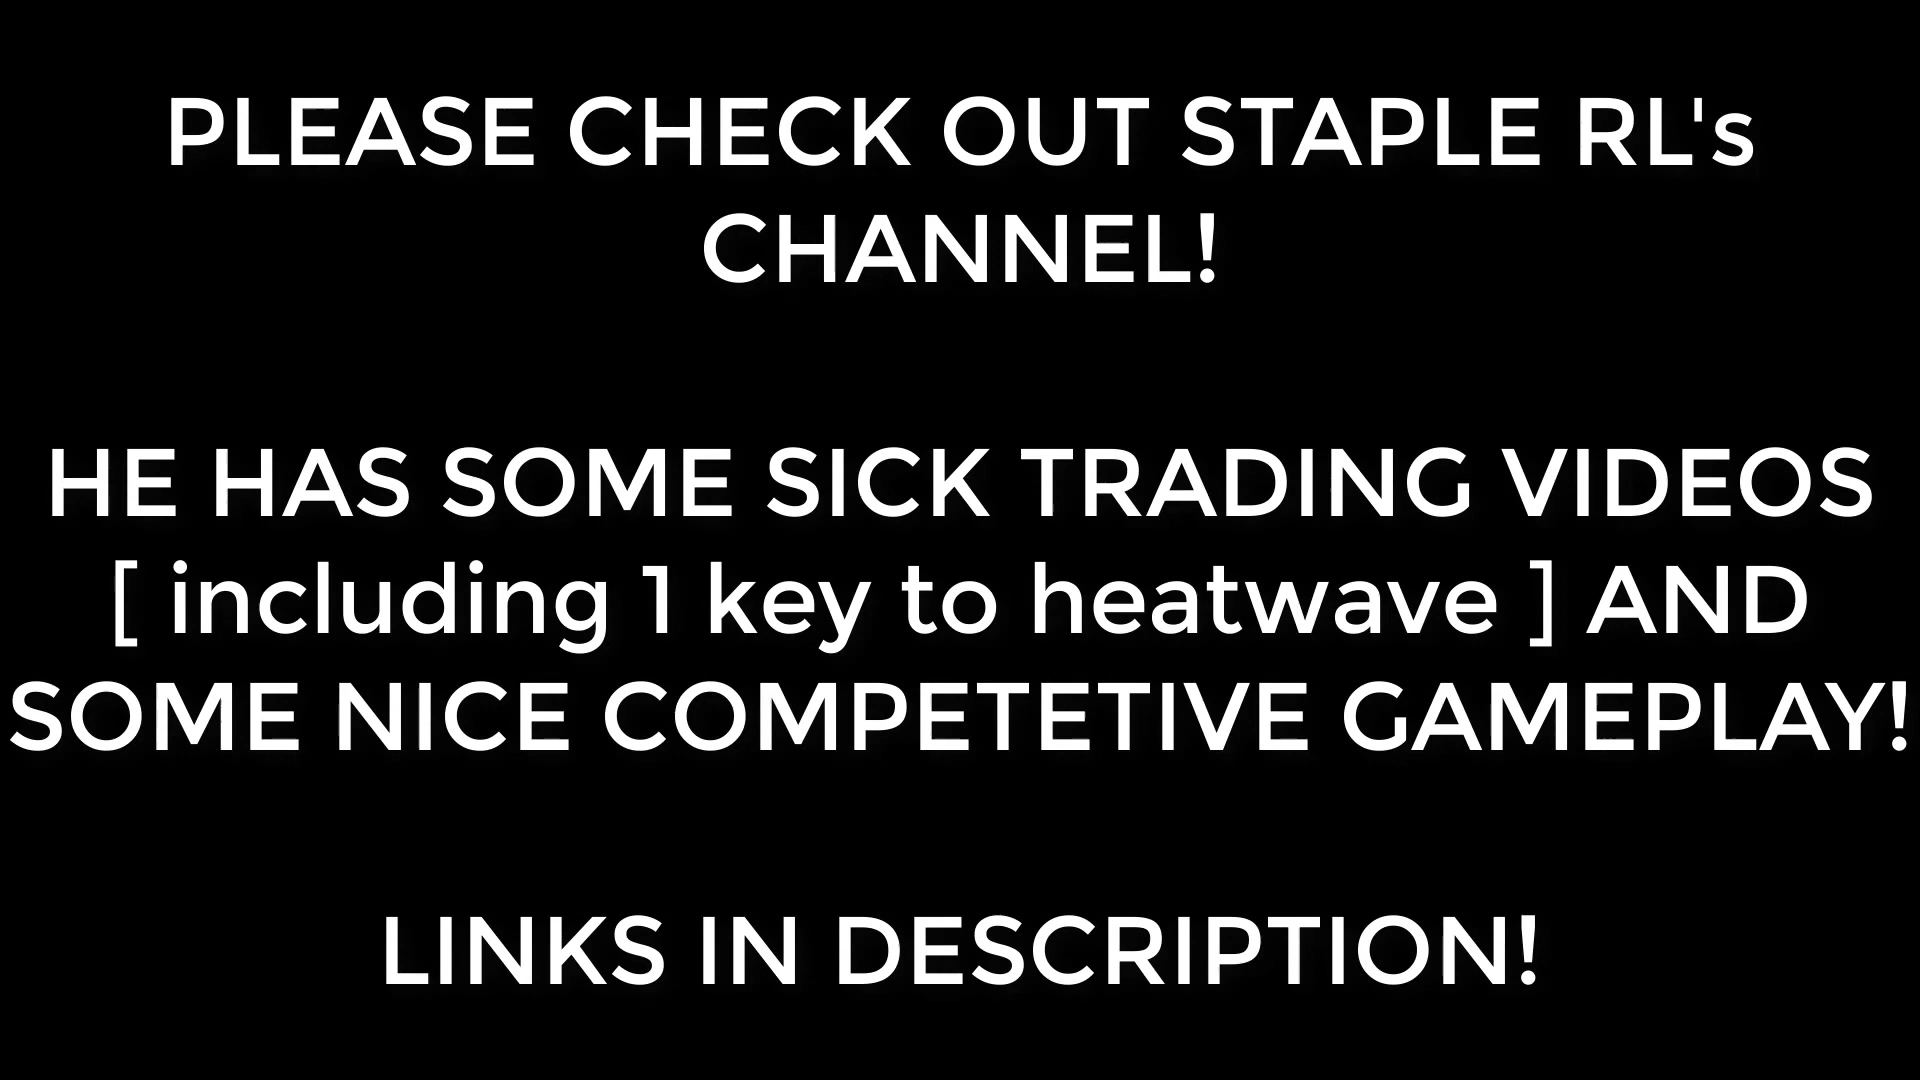 PLEASE CHECK OUT STAPLE RL's
CHANNEL!
HE HAS SOME SICK TRADING VIDEOS
[ including 1 key to heatwave ] AND
SOME NICE COMPETETIVE GAMEPLAY!
LINKS IN DESCRIPTION!